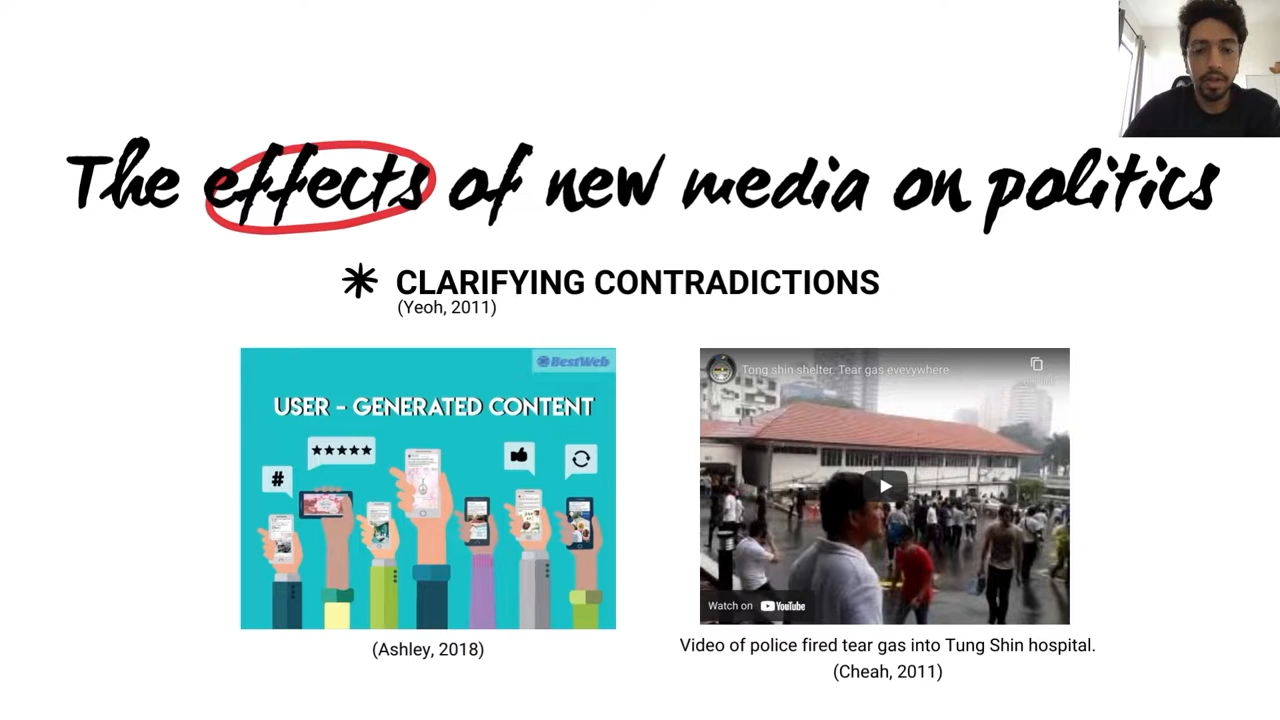 The effects of new media on politics
CLARIFYING CONTRADICTIONS
(Yeoh, 2011)
BestWeb
USER - GENERATED CONTENT
#
(Ashley, 2018)
Tong shin shelter. Tear gas evevywhere
Watch on YouTube
Video of police fired tear gas into Tung Shin hospital.
(Cheah, 2011)